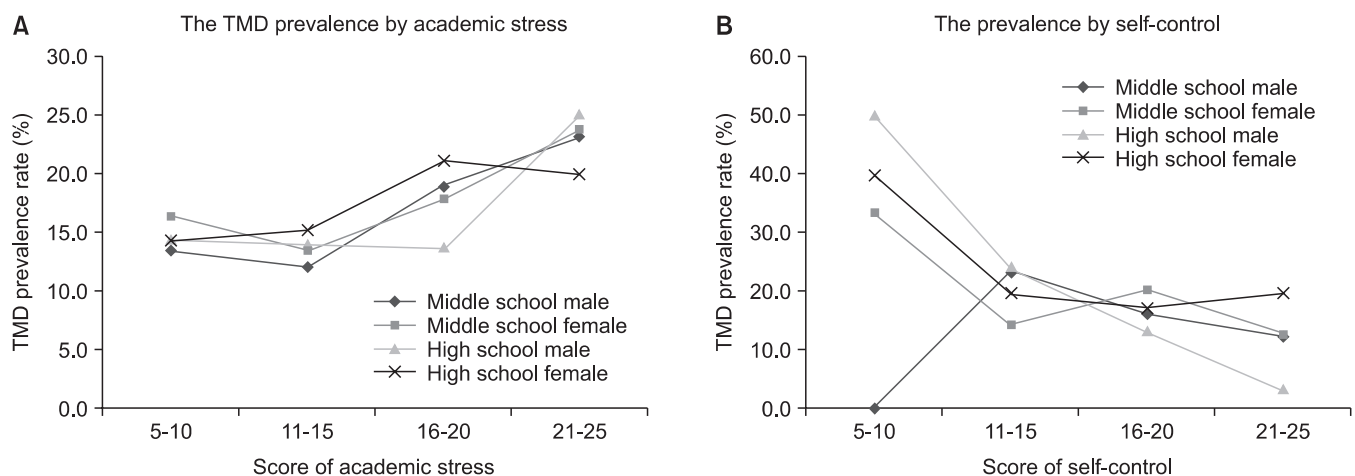 A The TMD prevalence by academic stress
TMD prevalence rate (%)
30.0
25.0
20.0
15.0
10.0
5.0
0.0
Middle school male
Middle school female
High school male
High school female
5-10 11-15 16-20 21-25
Score of academic stress
B The prevalence by self-control
TMD prevalence rate (%)
60.0
50.0
40.0
30.0
20.0
10.0
0.0
Middle school male
Middle school female
High school male
High school female
5-10 11-15 16-20 21-25
Score of self-control